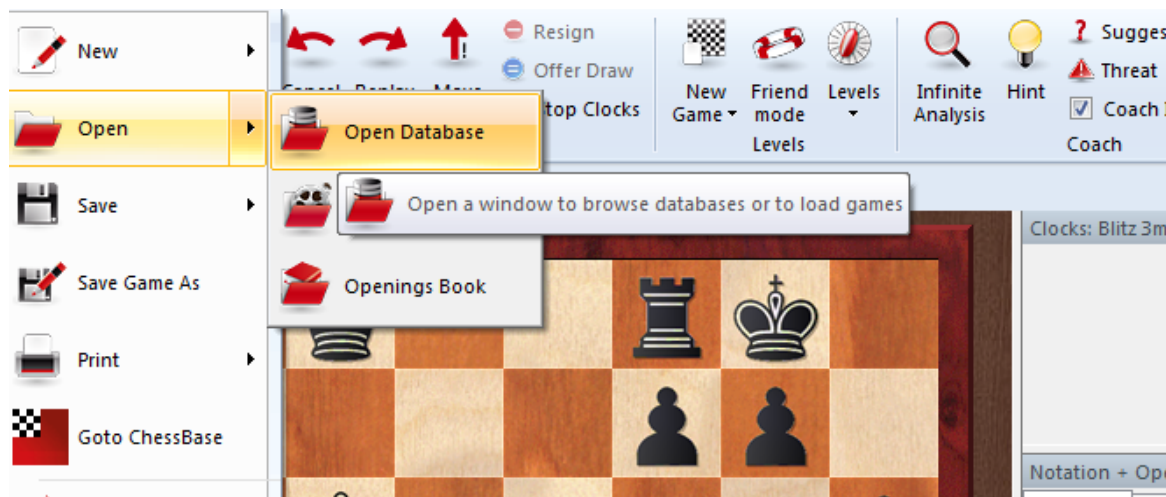 New
Open
Save
Save Game As
Print
Goto ChessBase
Open Database
Open a window to browse databases or to load games
Openings Book
Resign
Offer Draw
top Clocks
New
Game
Friend
mode
Levels
Levels
Infinite
Analysis
Hint
Sugges
Threat
Coach
Coach
Clocks: Blitz 3m
Notation + Ope